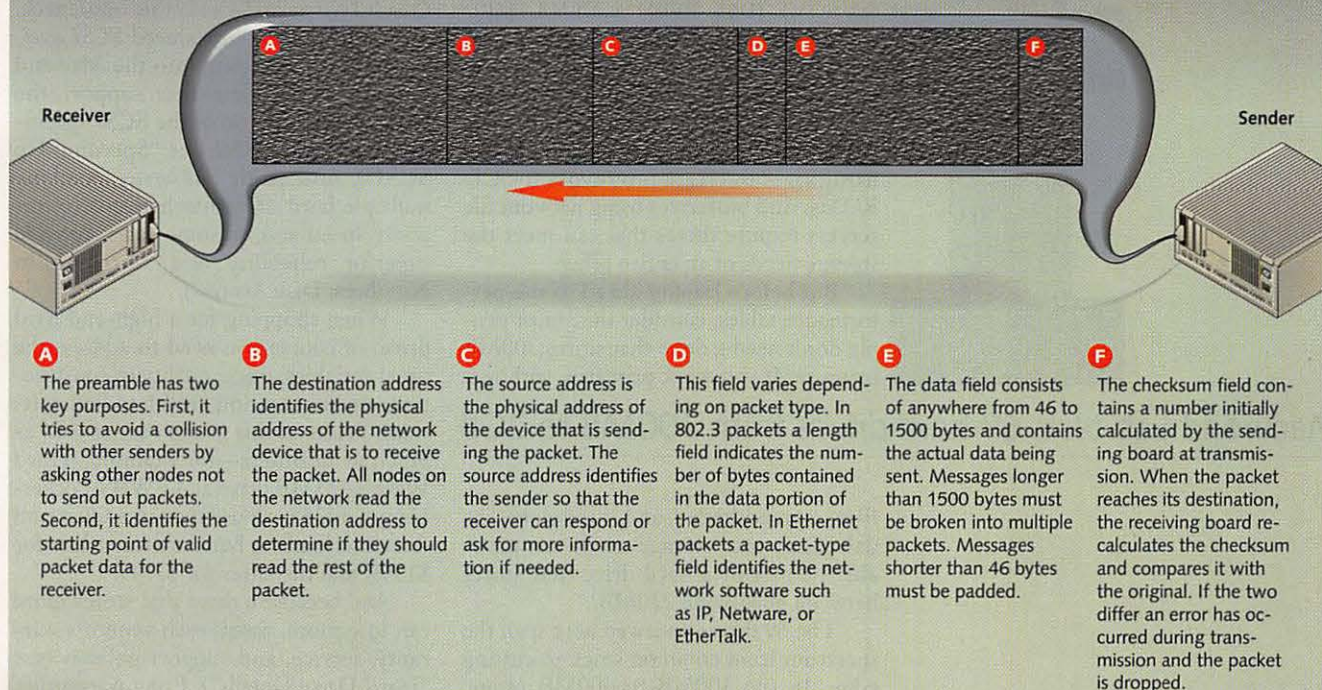 A B C D E F
Receiver
Sender
A
The preamble has two
key purposes. First, it
tries to avoid a collision
with other senders by
asking other nodes not
to send out packets.
Second, it identifies the
starting point of valid
packet data for the
receiver.
B
The destination address
identifies the physical
address of the network
device that is to receive
the packet. All nodes on
the network read the
destination address to
determine if they should
read the rest of the
packet.
C
The source address is
the physical address of
the device that is send-
ing the packet. The
source address identifies
the sender so that the
receiver can respond or
ask for more informa-
tion if needed.
D
This field varies depend-
ing on packet type. In
802.3 packets a length
field indicates the num-
ber of bytes contained
in the data portion of
the packet. In Ethernet
packets a packet-type
field identifies the net-
work software such
as IP, Netware, or
EtherTalk.
E
The data field consists
of anywhere from 46 to
1500 bytes and contains
the actual data being
sent. Messages longer
than 1500 bytes must
be broken into multiple
packets. Messages
shorter than 46 bytes
must be padded.
F
The checksum field con-
tains a number initially
calculated by the send-
ing board at transmis-
sion. When the packet
reaches its destination,
the receiving board re-
calculates the checksum
and compares it with
the original. If the two
differ an error has oc-
curred during trans-
mission and the packet
is dropped.